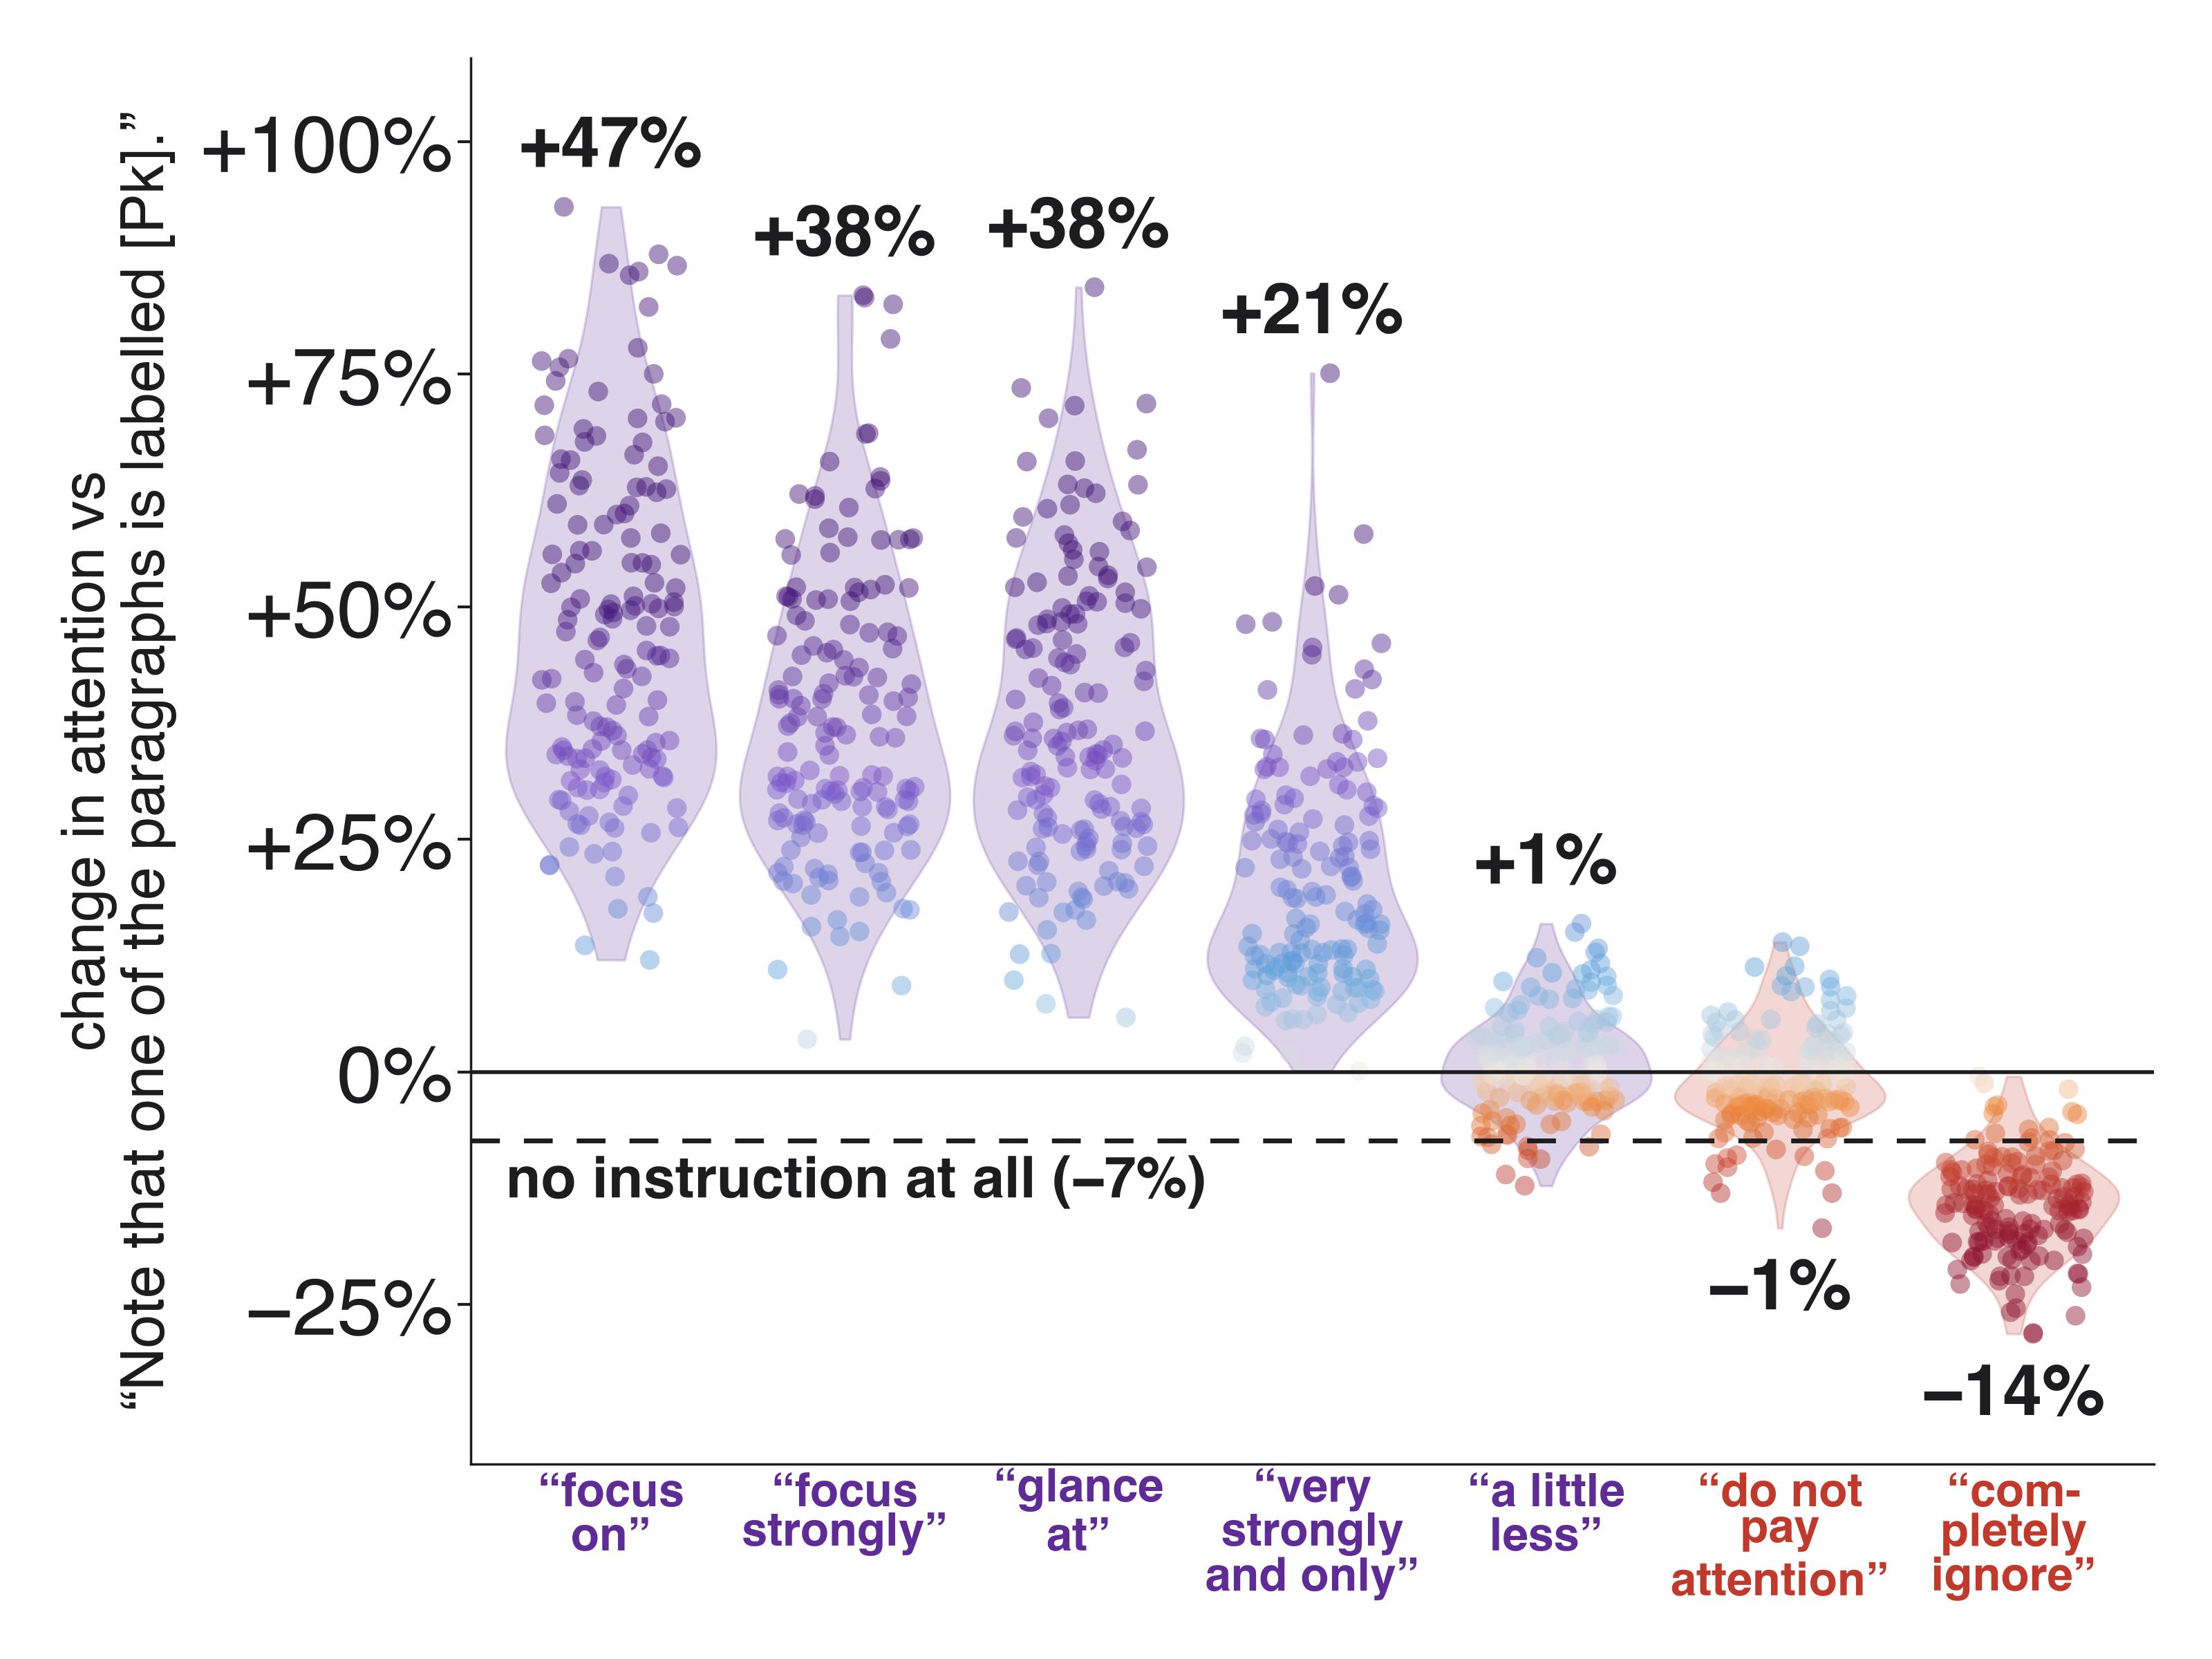 change in attention vs
“Note that one of the paragraphs is labelled [Pk].”
+100%
+75%
+50%
+25%
0%
−25%
+47%
+38%
+38%
+21%
+1%
−1%
−14%
no instruction at all (−7%)
“focus
on”
“focus
strongly”
“glance
at”
“very
strongly
and only”
“a little
less”
“do not
pay
attention”
“com-
pletely
ignore”